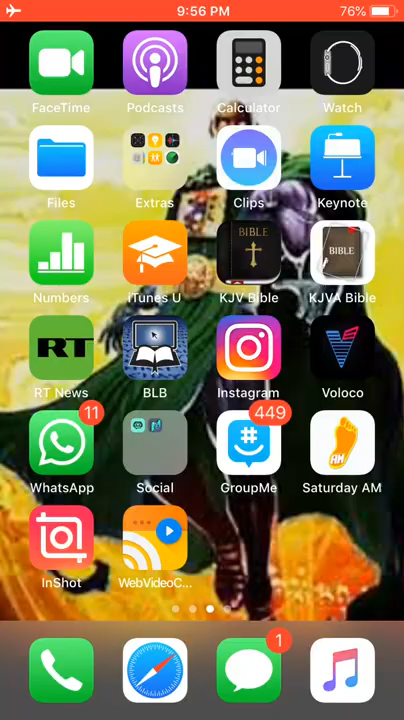 9:56 PM
76%
FaceTime
Podcasts
Calculator
Watch
Files
Extras
Clips
Keynote
BIBLE
BIBLE
Numbers
iTunes U
KJV Bible
KJVA Bible
RT
RT News
BLB
Instagram
Voloco
11
449
AM
WhatsApp
Social
GroupMe
Saturday AM
InShot
WebVideoC...
1